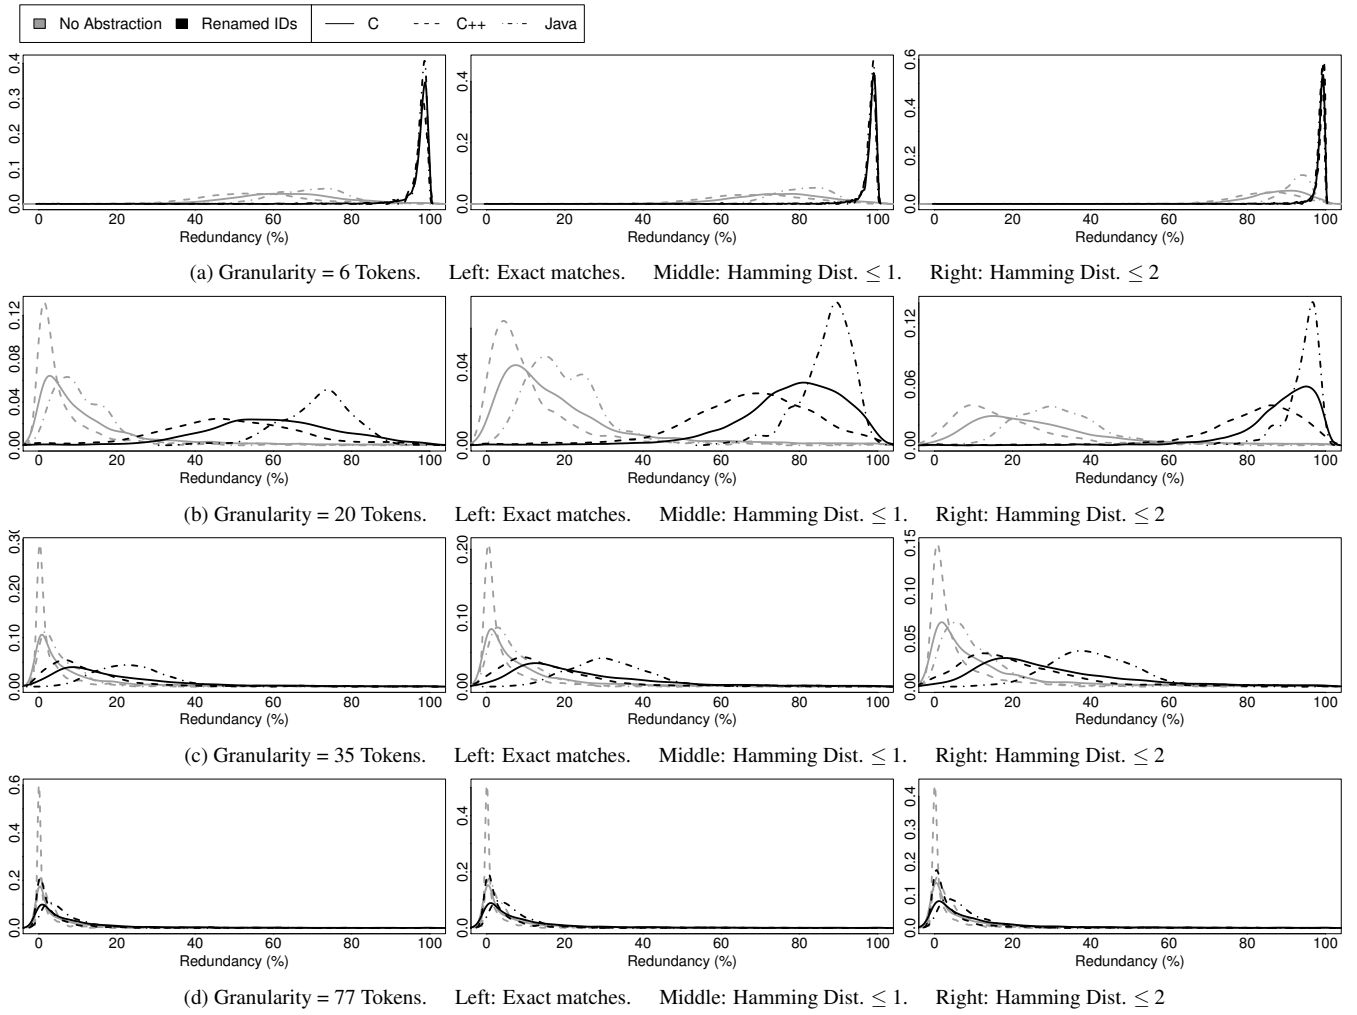 No Abstraction Renamed IDs C C++ Java
0.0 0.1 0.2 0.3 0.4
0 20 40 60 80 100
Redundancy (%)
0.0 0.2 0.4
0 20 40 60 80 100
Redundancy (%)
0.0 0.2 0.4 0.6
0 20 40 60 80 100
Redundancy (%)
(a) Granularity = 6 Tokens. Left: Exact matches. Middle: Hamming Dist. ≤ 1. Right: Hamming Dist. ≤ 2
0.00 0.04 0.08 0.12
0 20 40 60 80 100
Redundancy (%)
0.00 0.04
0 20 40 60 80 100
Redundancy (%)
0.00 0.06 0.12
0 20 40 60 80 100
Redundancy (%)
(b) Granularity = 20 Tokens. Left: Exact matches. Middle: Hamming Dist. ≤ 1. Right: Hamming Dist. ≤ 2
0.00 0.10 0.20 0.30
0 20 40 60 80 100
Redundancy (%)
0.00 0.10 0.20
0 20 40 60 80 100
Redundancy (%)
0.00 0.05 0.10 0.15
0 20 40 60 80 100
Redundancy (%)
(c) Granularity = 35 Tokens. Left: Exact matches. Middle: Hamming Dist. ≤ 1. Right: Hamming Dist. ≤ 2
0.0 0.2 0.4 0.6
0 20 40 60 80 100
Redundancy (%)
0.0 0.2 0.4
0 20 40 60 80 100
Redundancy (%)
0.0 0.1 0.2 0.3 0.4
0 20 40 60 80 100
Redundancy (%)
(d) Granularity = 77 Tokens. Left: Exact matches. Middle: Hamming Dist. ≤ 1. Right: Hamming Dist. ≤ 2